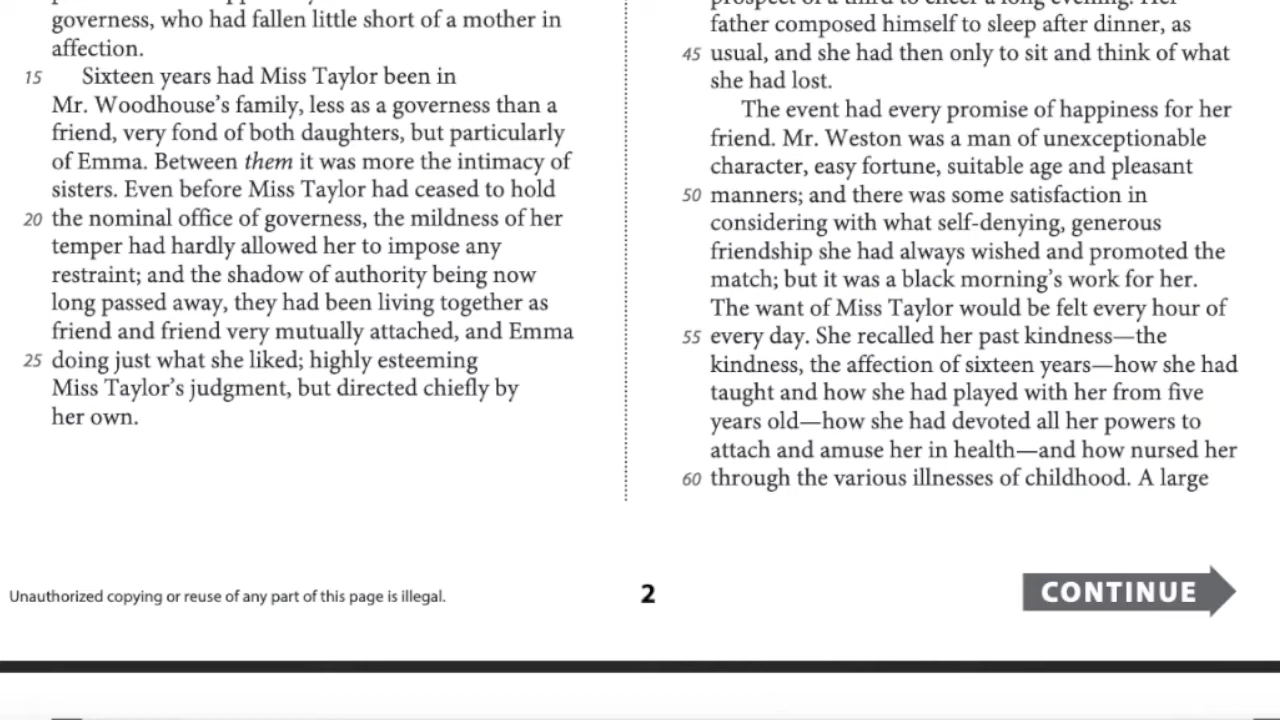 governess, who had fallen little short of a mother in
affection.
15 Sixteen years had Miss Taylor been in
Mr. Woodhouse's family, less as a governess than a
friend, very fond of both daughters, but particularly
of Emma. Between them it was more the intimacy of
sisters. Even before Miss Taylor had ceased to hold
20 the nominal office of governess, the mildness of her
temper had hardly allowed her to impose any
restraint; and the shadow of authority being now
long passed away, they had been living together as
friend and friend very mutually attached, and Emma
25 doing just what she liked; highly esteeming
Miss Taylor's judgment, but directed chiefly by
her own.
prospect of a third to cheer a long evening. Her
father composed himself to sleep after dinner, as
45 usual, and she had then only to sit and think of what
she had lost.
The event had every promise of happiness for her
friend. Mr. Weston was a man of unexceptionable
character, easy fortune, suitable age and pleasant
50 manners; and there was some satisfaction in
considering with what self-denying, generous
friendship she had always wished and promoted the
match; but it was a black morning's work for her.
The want of Miss Taylor would be felt every hour of
55 every day. She recalled her past kindness—the
kindness, the affection of sixteen years—how she had
taught and how she had played with her from five
years old—how she had devoted all her powers to
attach and amuse her in health—and how nursed her
60 through the various illnesses of childhood. A large
Unauthorized copying or reuse of any part of this page is illegal.
2
CONTINUE